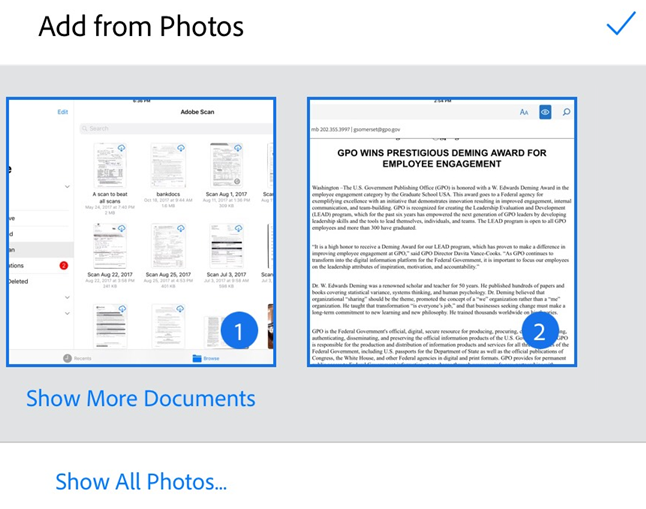 Add from Photos
Edit
Adobe Scan
Search
A scan to beat
all scans
May 24, 2017 at 7:42 PM
2 MB
bankdocs
Scan Aug 1, 2017
Scan Aug 22, 2017
Scan Aug 25, 2017
Scan Jul 3, 2017
Recents
Browse
1
mb 202.355.3997 | gsomerset@gpo.gov
GPO WINS PRESTIGIOUS DEMING AWARD FOR
EMPLOYEE ENGAGEMENT
Washington –The U.S. Government Publishing Office (GPO) is honored with a W. Edwards Deming Award in the
employee engagement category by the Graduate School USA. This award goes to a Federal agency for
exemplifying excellence with an initiative that demonstrates innovation resulting in improved engagement, internal
communication, and team-building. GPO is recognized for creating the Leadership Evaluation and Development
(LEAD) program, which for the past six years has empowered the next generation of GPO leaders by developing
leadership skills and the tools to lead themselves, individuals, and teams. The LEAD program is open to all GPO
employees and more than 300 have graduated.
"It is a high honor to receive a Deming Award for our LEAD program, which has proven to make a difference in
improving employee engagement at GPO," said GPO Director Davita Vance-Cooks. "As GPO continues to
transform into the digital information platform for the Federal Government, it is important to focus our employees
on the leadership attributes of inspiration, motivation, and accountability."
Dr. W. Edwards Deming was a renowned scholar and teacher for 50 years. He published hundreds of papers and
books covering statistical variance, systems thinking, and human psychology. Dr. Deming believed that
organizational "sharing" should be the theme, promoted the concept of a "we" organization rather than a "me"
organization. He taught that transformation "is everyone's job," and that businesses seeking change must make a
long-term commitment to new learning and new philosophy. He trained thousands worldwide on
GPO is the Federal Government's official, digital, secure resource for producing, procuring,
authenticating, disseminating, and preserving the official information products of the U.S. GPO
is responsible for the production and distribution of information products and services for all of the
Federal Government, including U.S. passports for the Department of State as well as the official publications of
Congress, the White House, and other Federal agencies in digital and print formats. GPO provides for permanent
2
Show More Documents
Show All Photos...